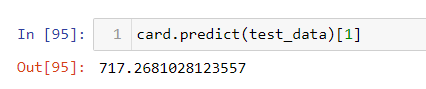 In [95]: 1 card.predict(test_data)[1]
Out[95]: 717.2681028123557